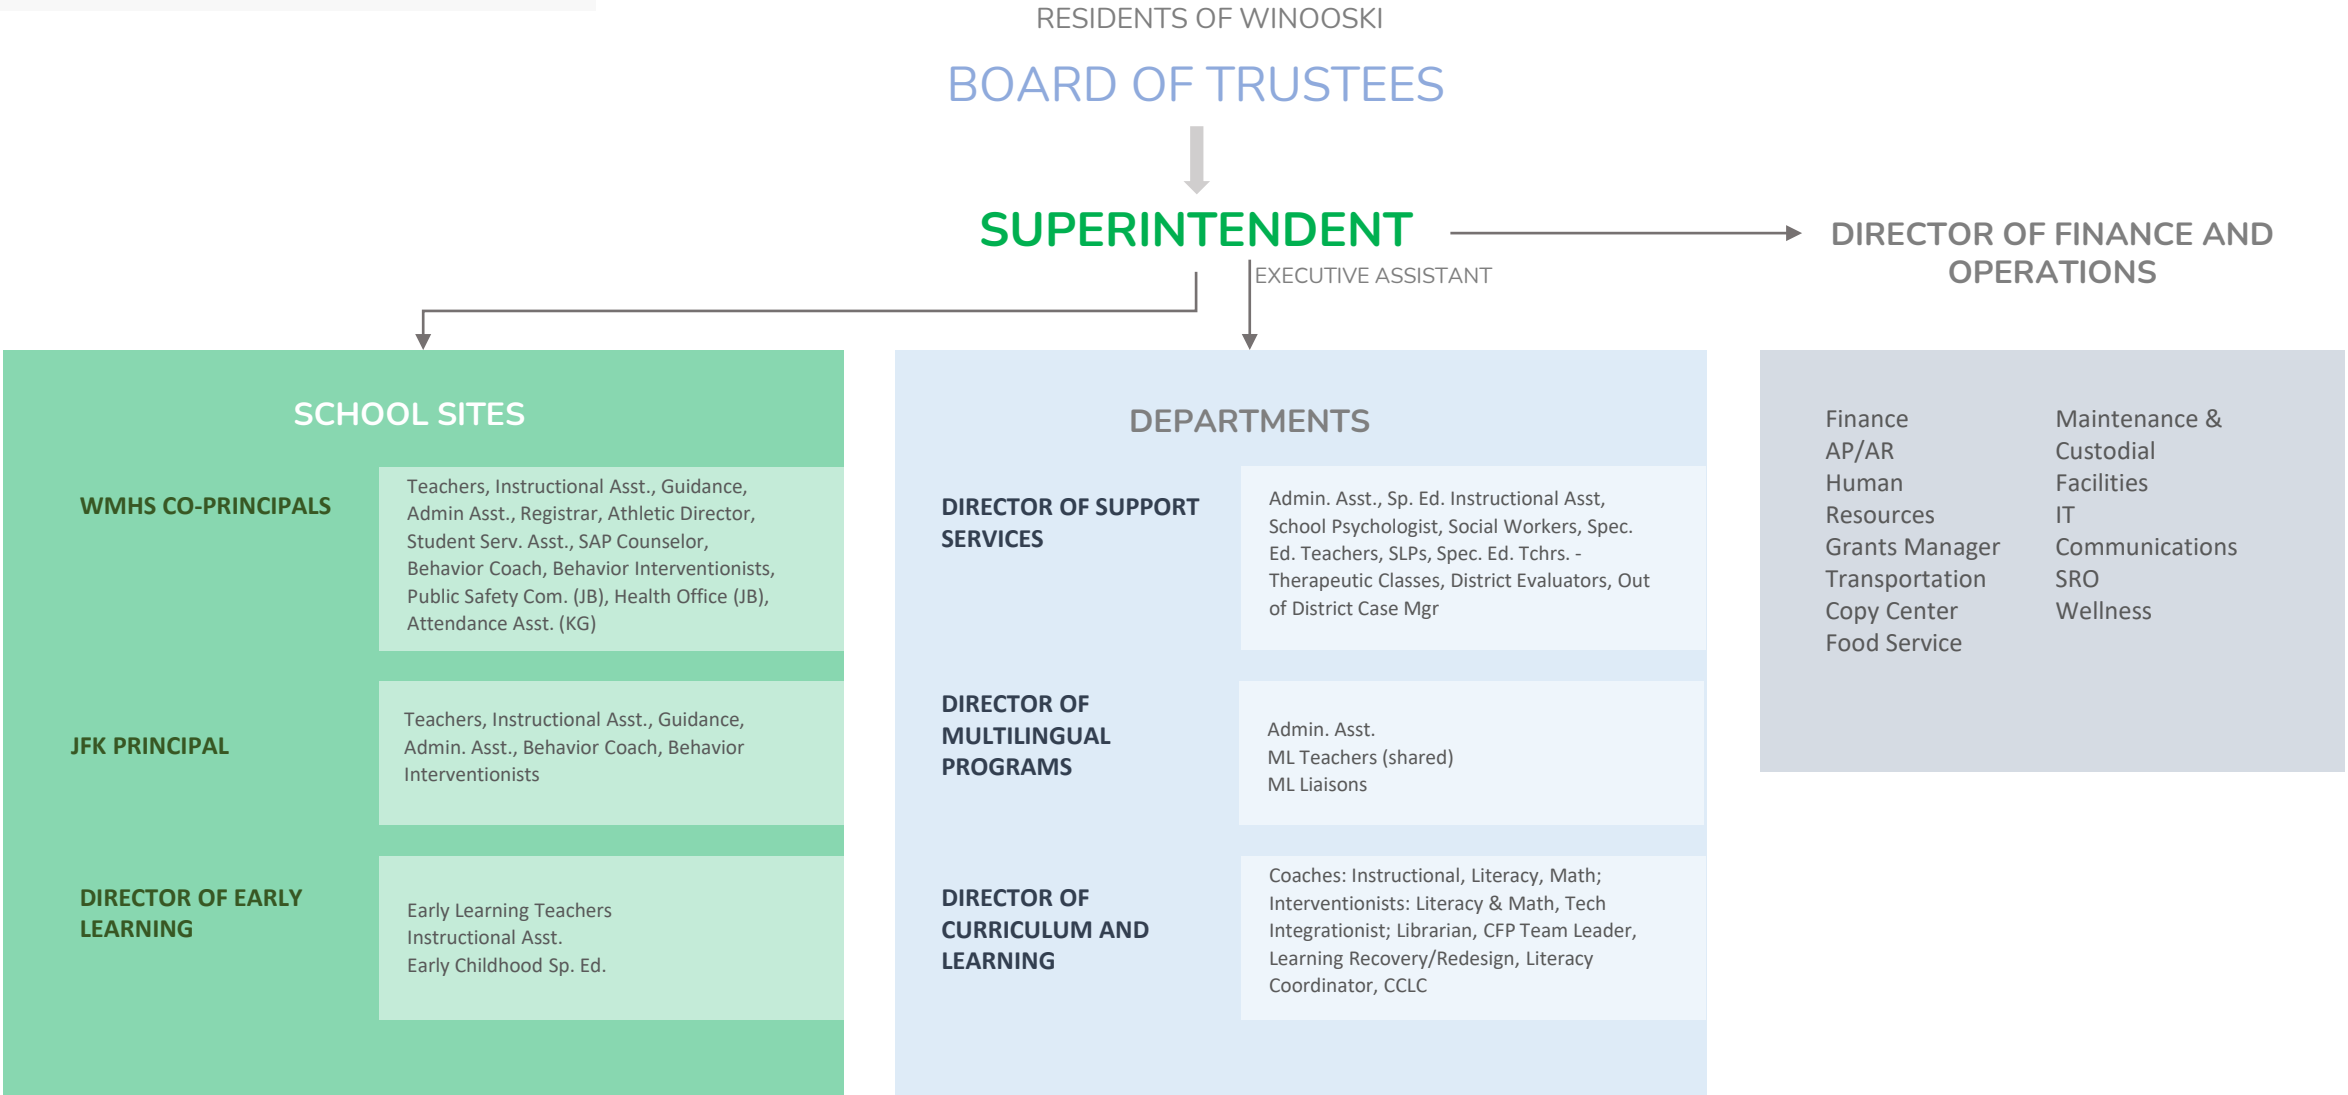 RESIDENTS OF WINOOSKI
BOARD OF TRUSTEES
SUPERINTENDENT
EXECUTIVE ASSISTANT
DIRECTOR OF FINANCE AND
OPERATIONS
SCHOOL SITES
WMHS CO-PRINCIPALS
Teachers, Instructional Asst., Guidance,
Admin Asst., Registrar, Athletic Director,
Student Serv. Asst., SAP Counselor,
Behavior Coach, Behavior Interventionists,
Public Safety Com. (JB), Health Office (JB),
Attendance Asst. (KG)
JFK PRINCIPAL
Teachers, Instructional Asst., Guidance,
Admin. Asst., Behavior Coach, Behavior
Interventionists
DIRECTOR OF EARLY
LEARNING
Early Learning Teachers
Instructional Asst.
Early Childhood Sp. Ed.
DEPARTMENTS
DIRECTOR OF SUPPORT
SERVICES
Admin. Asst., Sp. Ed. Instructional Asst,
School Psychologist, Social Workers, Spec.
Ed. Teachers, SLPs, Spec. Ed. Tchrs. -
Therapeutic Classes, District Evaluators, Out
of District Case Mgr
DIRECTOR OF
MULTILINGUAL
PROGRAMS
Admin. Asst.
ML Teachers (shared)
ML Liaisons
DIRECTOR OF
CURRICULUM AND
LEARNING
Coaches: Instructional, Literacy, Math;
Interventionists: Literacy & Math, Tech
Integrationist; Librarian, CFP Team Leader,
Learning Recovery/Redesign, Literacy
Coordinator, CCLC
Finance
AP/AR
Human
Resources
Grants Manager
Transportation
Copy Center
Food Service
Maintenance &
Custodial
Facilities
IT
Communications
SRO
Wellness